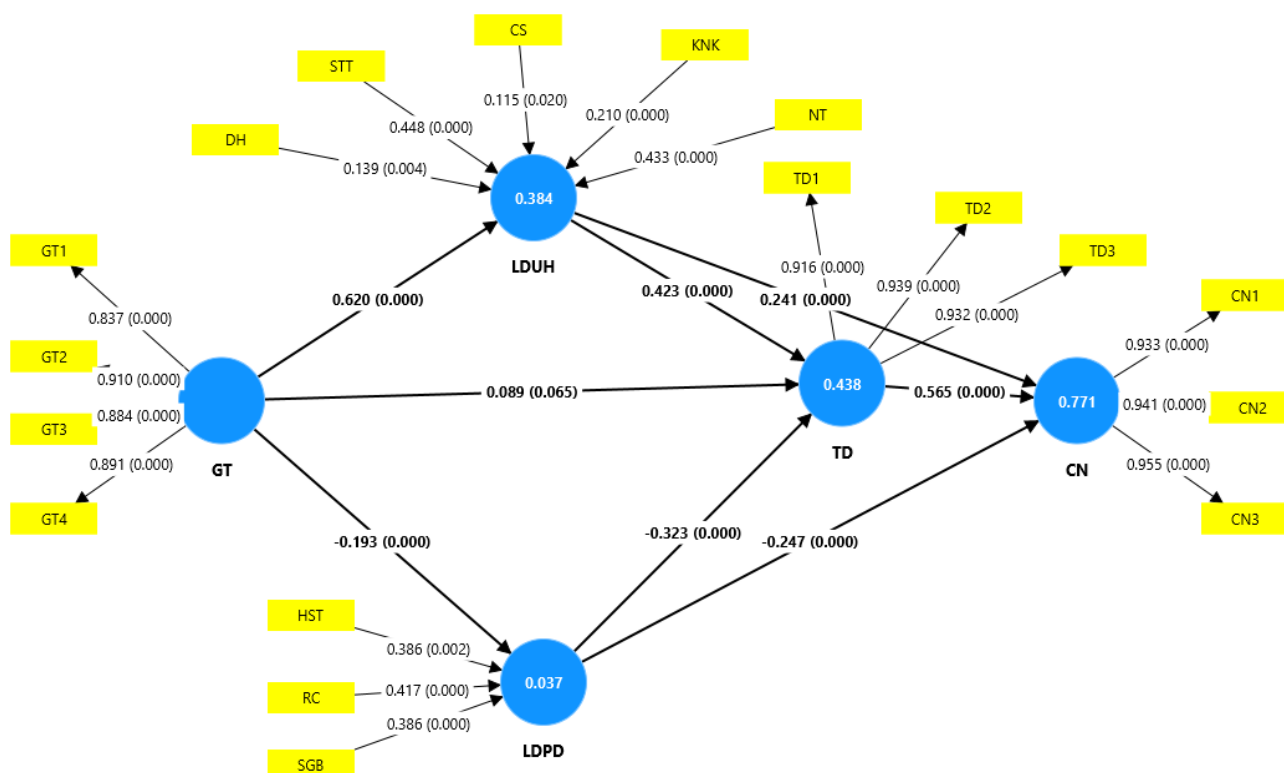 CS
KNK
STT
0.115 (0.020)
NT
0.448 (0.000)
0.210 (0.000)
DH
0.433 (0.000)
0.139 (0.004)
TD1
0.384
TD2
TD3
GT1
LDUH
0.916 (0.000)
0.939 (0.000)
CN1
0.620 (0.000)
0.423 (0.000)
0.241 (0.000)
0.932 (0.000)
0.837 (0.000)
0.933 (0.000)
GT2
0.910 (0.000)
0.089 (0.065)
0.438
0.565 (0.000)
0.771
0.941 (0.000)
CN2
GT3
0.884 (0.000)
GT
TD
CN
0.891 (0.000)
0.955 (0.000)
GT4
CN3
-0.193 (0.000)
-0.323 (0.000)
-0.247 (0.000)
HST
0.386 (0.002)
RC
0.417 (0.000)
0.037
0.386 (0.000)
SGB
LDPD